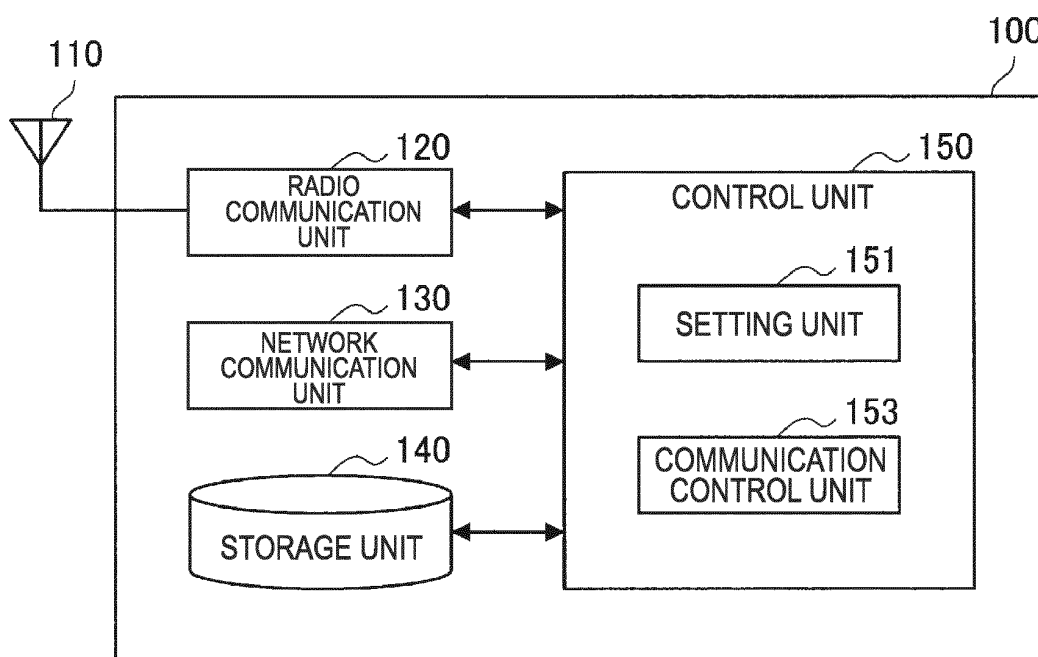 100
110
120
RADIO
COMMUNICATION
UNIT
130
NETWORK
COMMUNICATION
UNIT
140
STORAGE UNIT
150
CONTROL UNIT
151
SETTING UNIT
153
COMMUNICATION
CONTROL UNIT